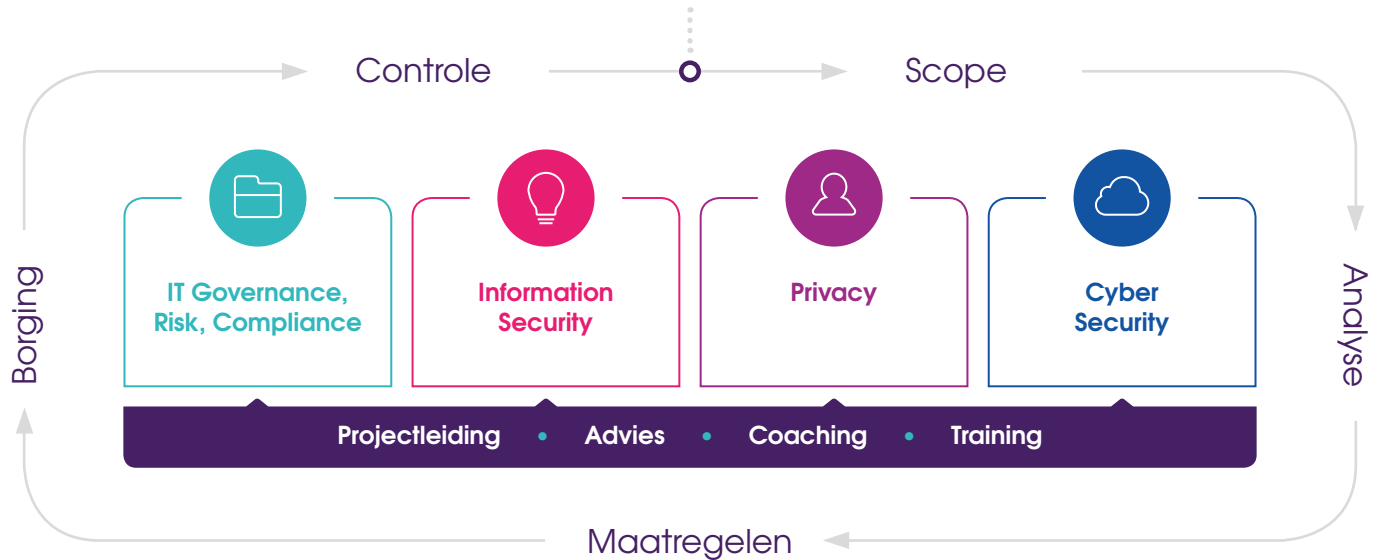 Controle
Scope
Borging
Analyse
IT Governance,
Risk, Compliance
Information
Security
Privacy
Cyber
Security
Projectleiding • Advies • Coaching • Training
Maatregelen